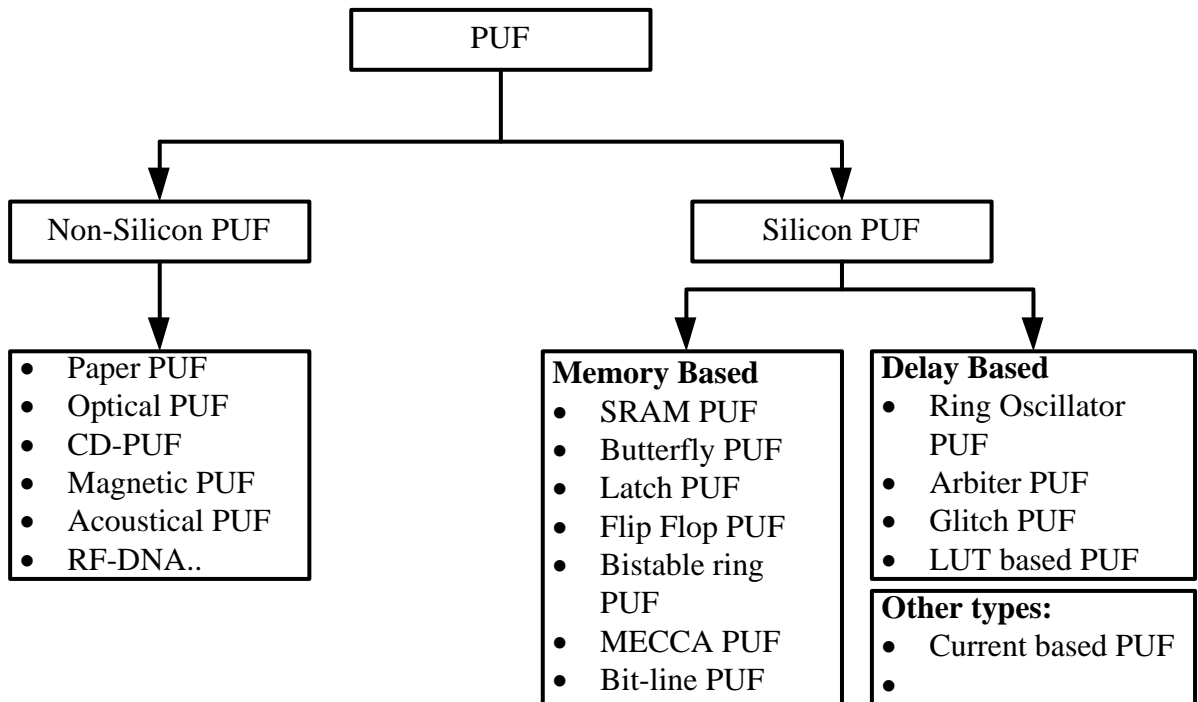 PUF
Non-Silicon PUF
Silicon PUF
• Paper PUF
• Optical PUF
• CD-PUF
• Magnetic PUF
• Acoustical PUF
• RF-DNA..
Memory Based
• SRAM PUF
• Butterfly PUF
• Latch PUF
• Flip Flop PUF
• Bistable ring
PUF
• MECCA PUF
• Bit-line PUF
Delay Based
• Ring Oscillator
PUF
• Arbiter PUF
• Glitch PUF
• LUT based PUF
Other types:
• Current based PUF
•